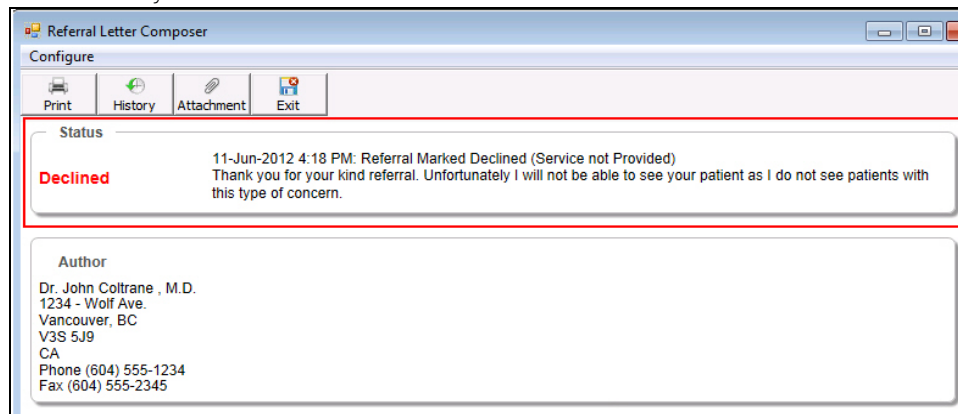 Referral Letter Composer
Configure
Print History Attachment Exit
Status
Declined
11-Jun-2012 4:18 PM: Referral Marked Declined (Service not Provided)
Thank you for your kind referral. Unfortunately I will not be able to see your patient as I do not see patients with
this type of concern.
Author
Dr. John Coltrane , M.D.
1234 - Wolf Ave.
Vancouver, BC
V3S 5J9
CA
Phone (604) 555-1234
Fax (604) 555-2345